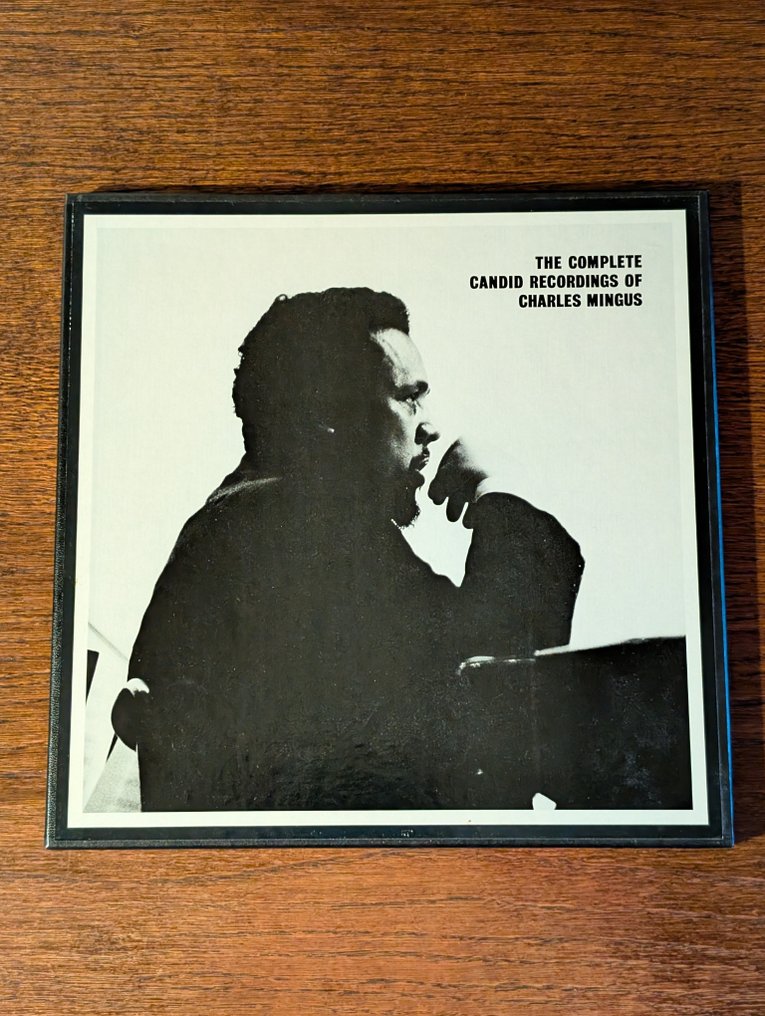 THE COMPLETE
CANDID RECORDINGS OF
CHARLES MINGUS